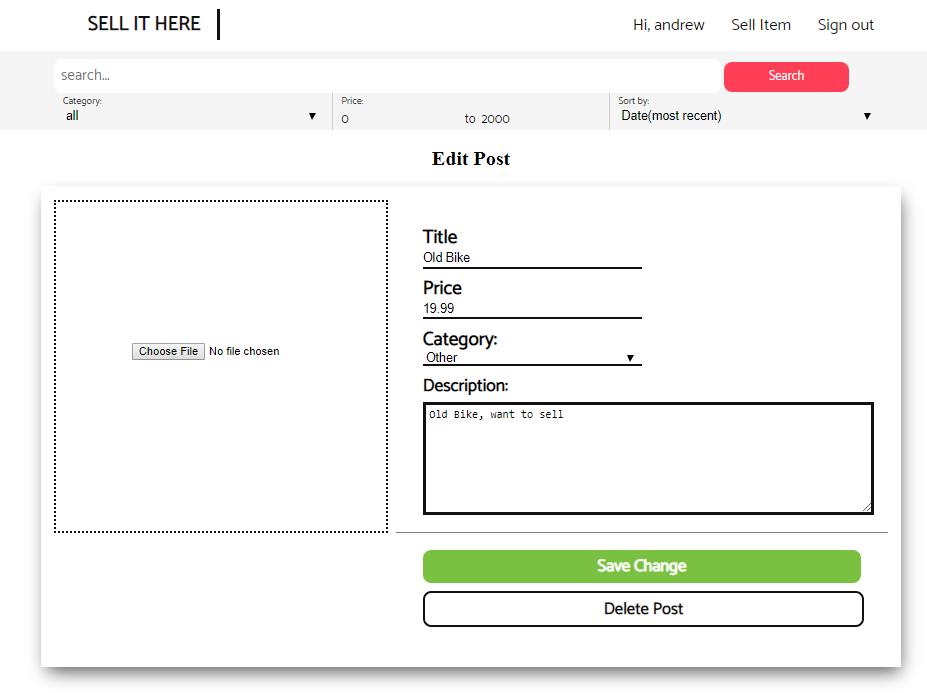 SELL IT HERE
Hi, andrew Sell Item Sign out
search...
Search
Category: Price: Sort by:
all 0 to 2000 Date(most recent)
Edit Post
Title
Old Bike
Price
19.99
Category:
Other
Choose File No file chosen
Description:
Old Bike, want to sell
Save Change
Delete Post